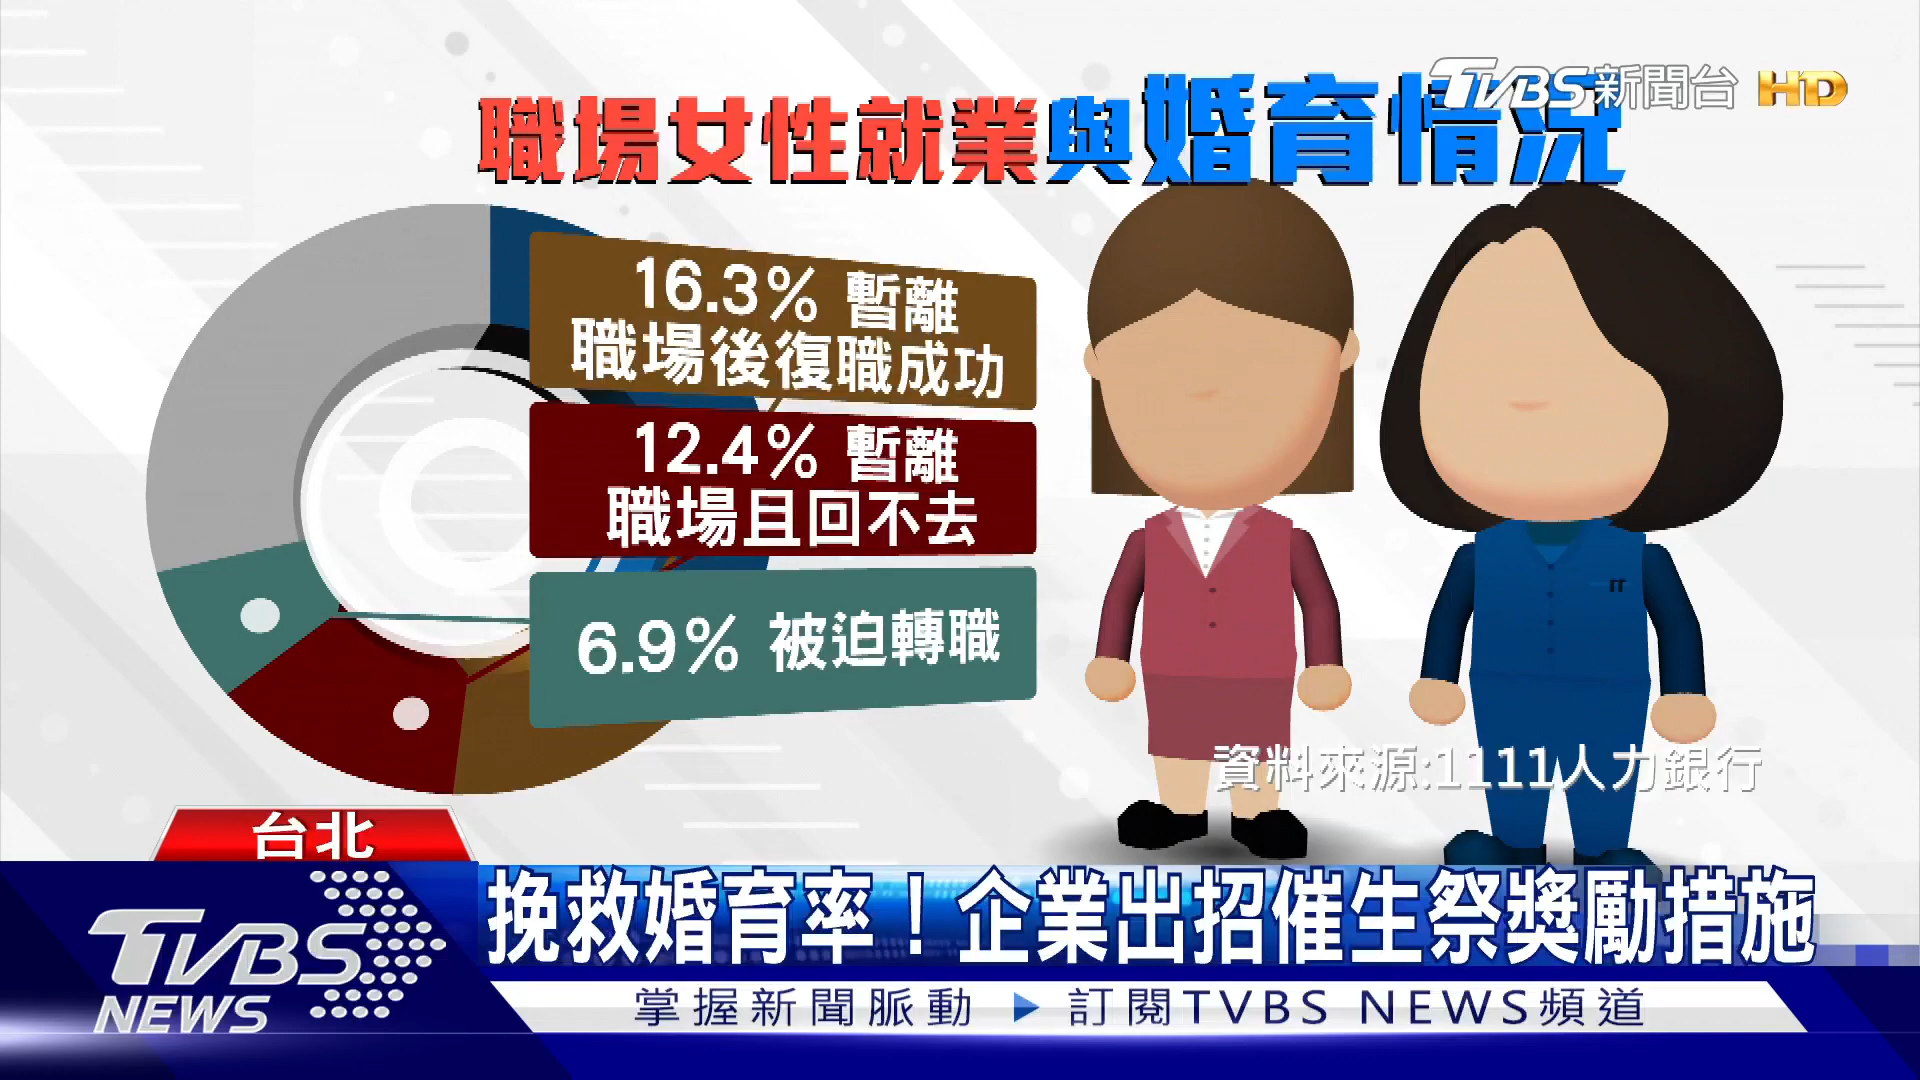 TVBS新聞台 HD
職場女性就業與婚育情況
16.3% 暫離
職場後復職成功
12.4% 暫離
職場且回不去
6.9% 被迫轉職
資料來源:1111人力銀行
台北
挽救婚育率!企業出招催生祭獎勵措施
TVBS
NEWS
掌握新聞脈動 ▶ 訂閱TVBS NEWS頻道